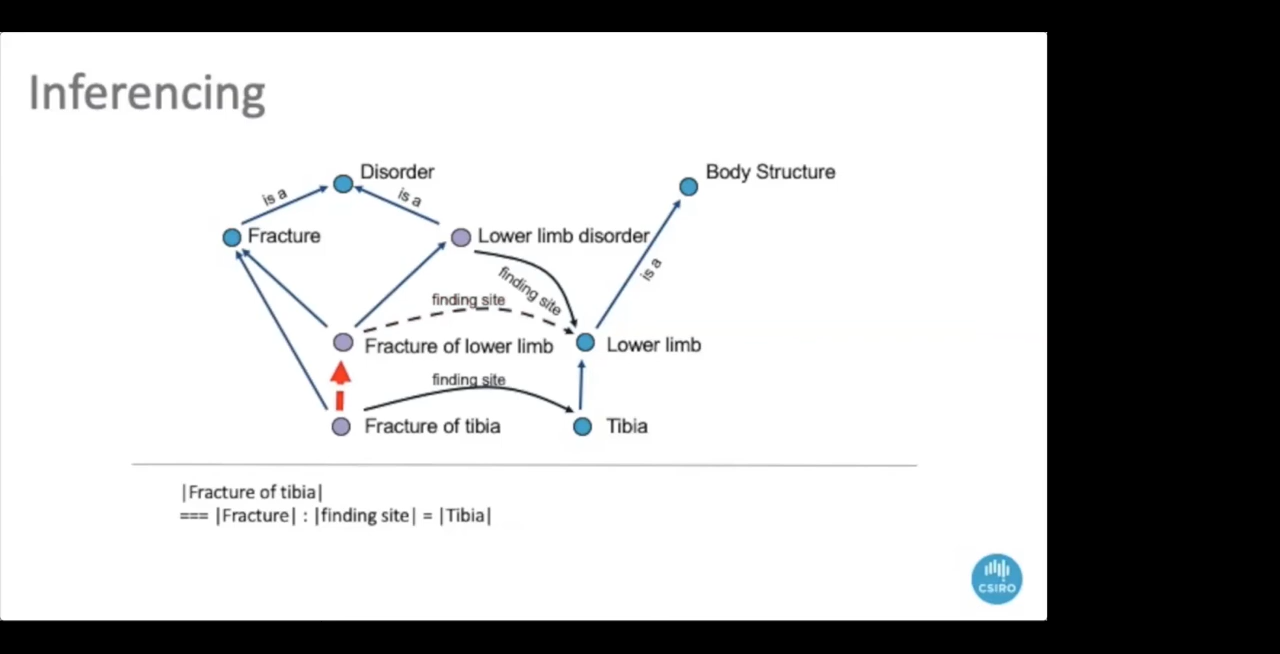 Inferencing
Disorder
Body Structure
is a
is a
Fracture
Lower limb disorder
is a
finding site
finding site
Fracture of lower limb
Lower limb
finding site
Fracture of tibia
Tibia
|Fracture of tibia|
=== |Fracture| : |finding site| = |Tibia|
CSIRO